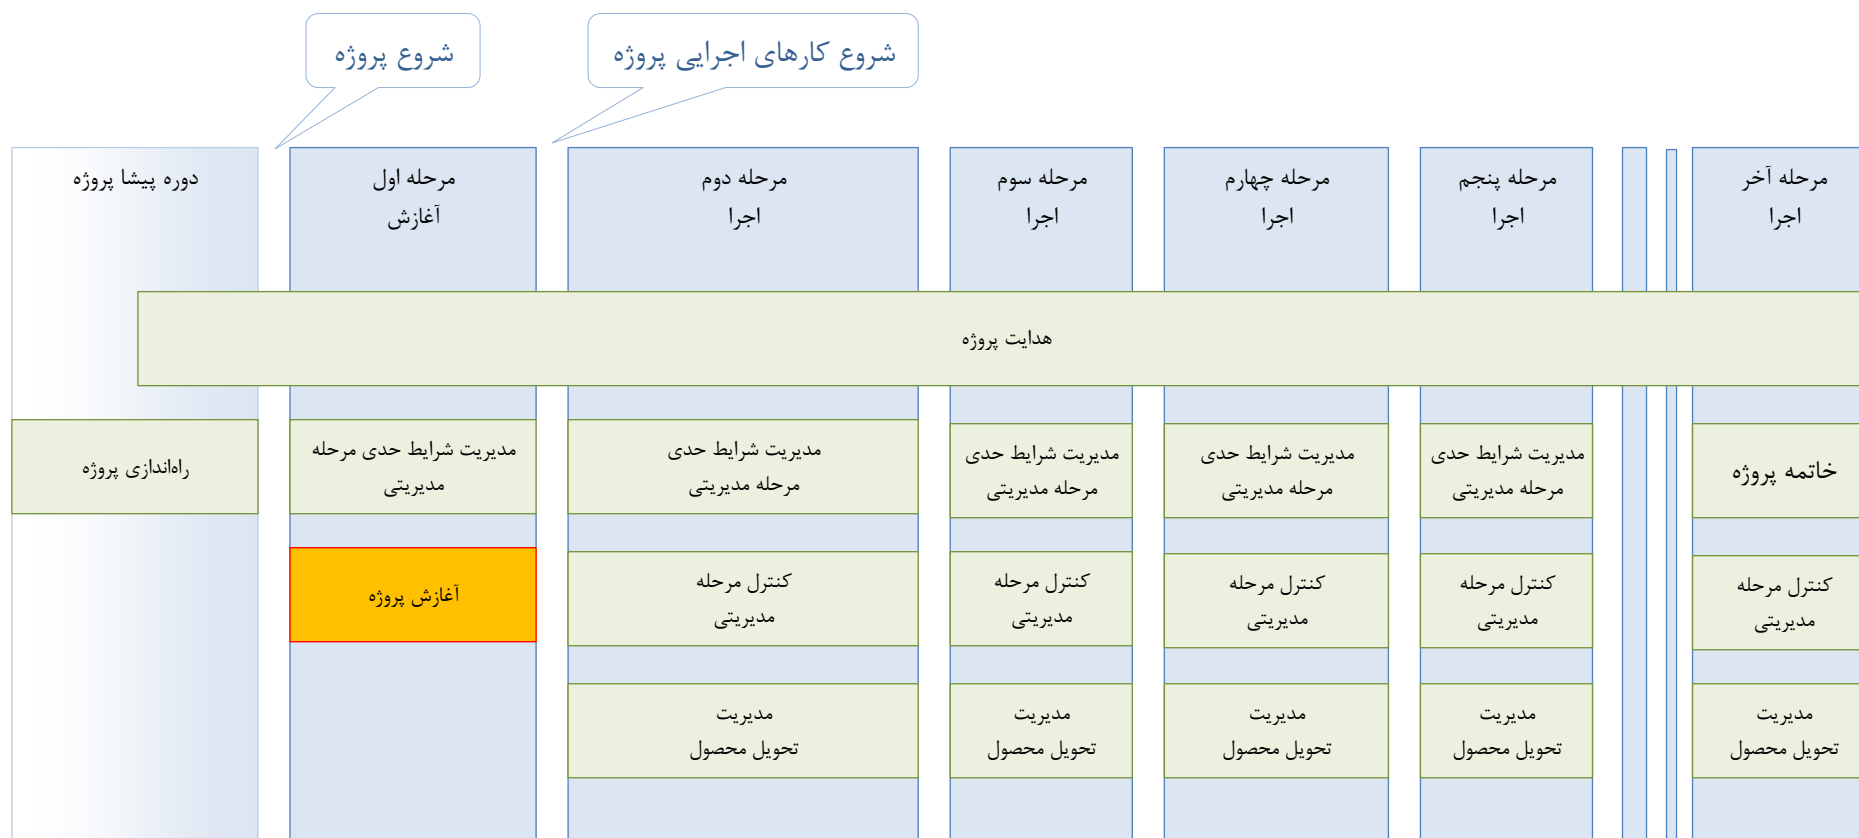 شروع پروژه
شروع کارهای اجرایی پروژه
دوره پیشا پروژه
مرحله اول
آغازش
مرحله دوم
اجرا
مرحله سوم
اجرا
مرحله چهارم
اجرا
مرحله پنجم
اجرا
مرحله آخر
اجرا
هدایت پروژه
راه‌اندازی پروژه
مدیریت شرایط حدی مرحله
مدیریتی
مدیریت شرایط حدی
مرحله مدیریتی
مدیریت شرایط حدی
مرحله مدیریتی
مدیریت شرایط حدی
مرحله مدیریتی
مدیریت شرایط حدی
مرحله مدیریتی
خاتمه پروژه
آغازش پروژه
کنترل مرحله
مدیریتی
کنترل مرحله
مدیریتی
کنترل مرحله
مدیریتی
کنترل مرحله
مدیریتی
کنترل مرحله
مدیریتی
مدیریت
تحویل محصول
مدیریت
تحویل محصول
مدیریت
تحویل محصول
مدیریت
تحویل محصول
مدیریت
تحویل محصول